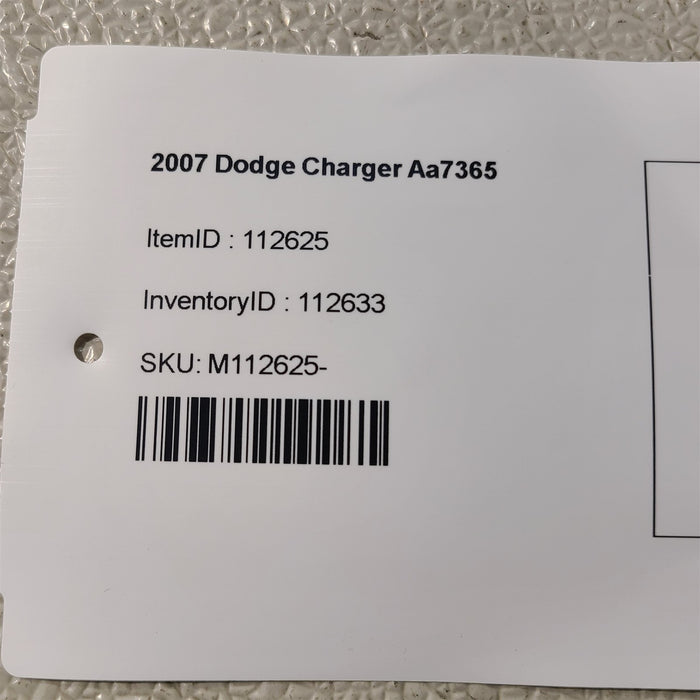 2007 Dodge Charger Aa7365
ItemID : 112625
InventoryID : 112633
SKU: M112625-